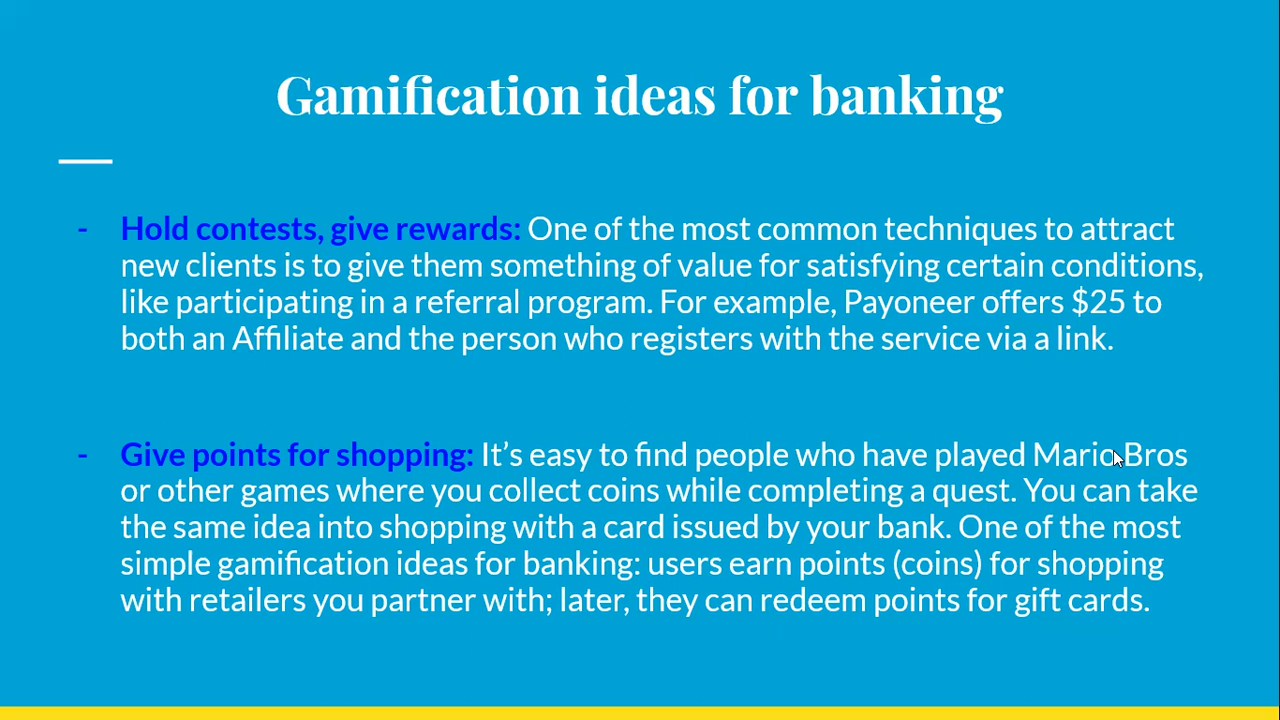 Gamification ideas for banking
- Hold contests, give rewards: One of the most common techniques to attract
new clients is to give them something of value for satisfying certain conditions,
like participating in a referral program. For example, Payoneer offers $25 to
both an Affiliate and the person who registers with the service via a link.
- Give points for shopping: It’s easy to find people who have played Mario Bros
or other games where you collect coins while completing a quest. You can take
the same idea into shopping with a card issued by your bank. One of the most
simple gamification ideas for banking: users earn points (coins) for shopping
with retailers you partner with; later, they can redeem points for gift cards.